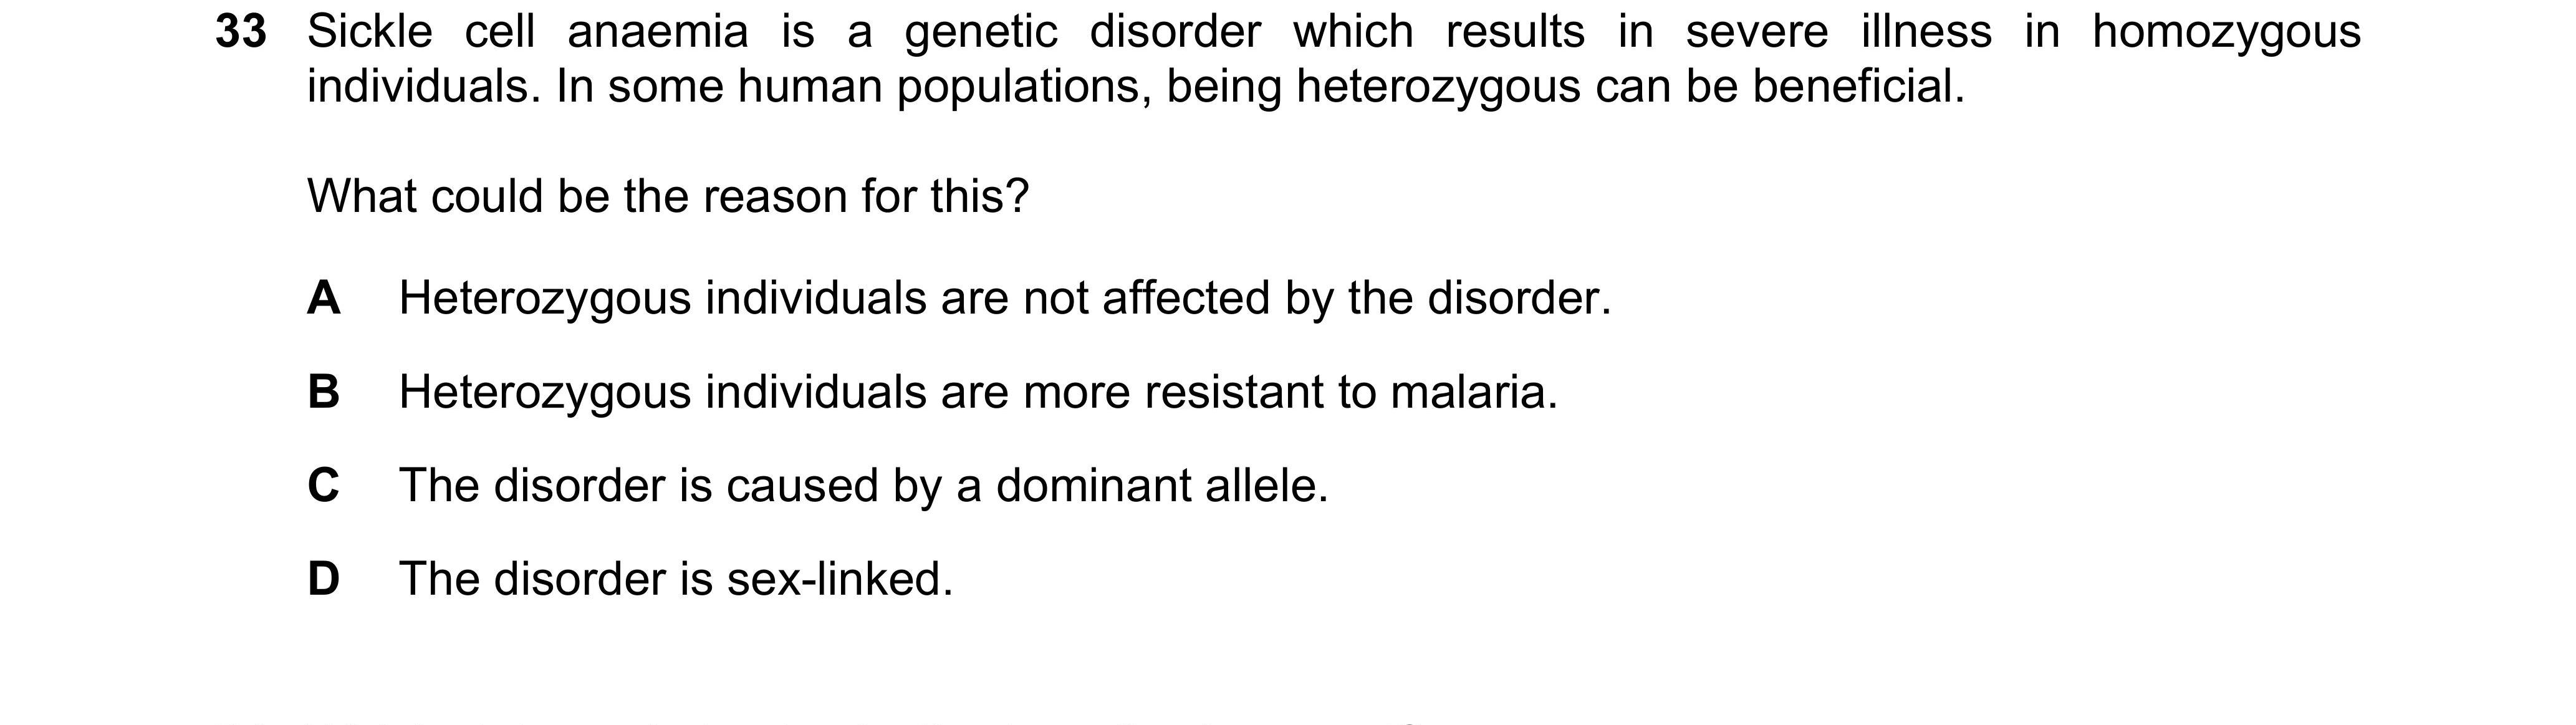 33 Sickle cell anaemia is a genetic disorder which results in severe illness in homozygous
individuals. In some human populations, being heterozygous can be beneficial.
What could be the reason for this?
A Heterozygous individuals are not affected by the disorder.
B Heterozygous individuals are more resistant to malaria.
C The disorder is caused by a dominant allele.
D The disorder is sex-linked.